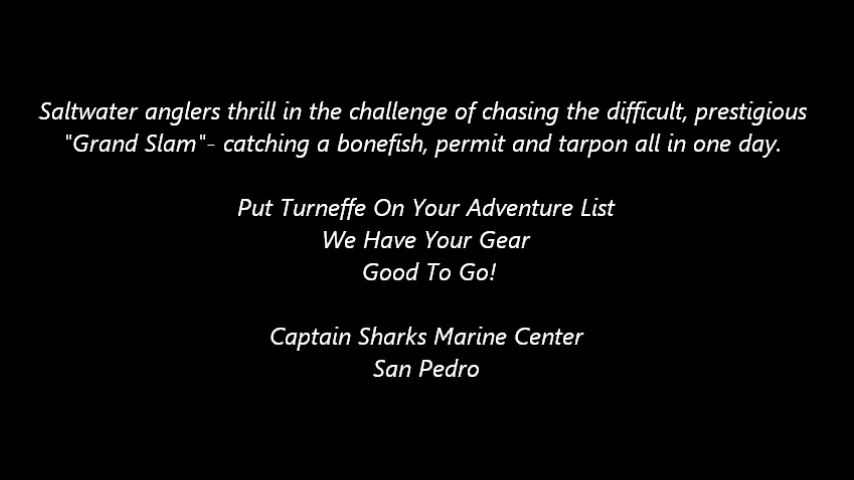 Saltwater anglers thrill in the challenge of chasing the difficult, prestigious
"Grand Slam"- catching a bonefish, permit and tarpon all in one day.
Put Turneffe On Your Adventure List
We Have Your Gear
Good To Go!
Captain Sharks Marine Center
San Pedro